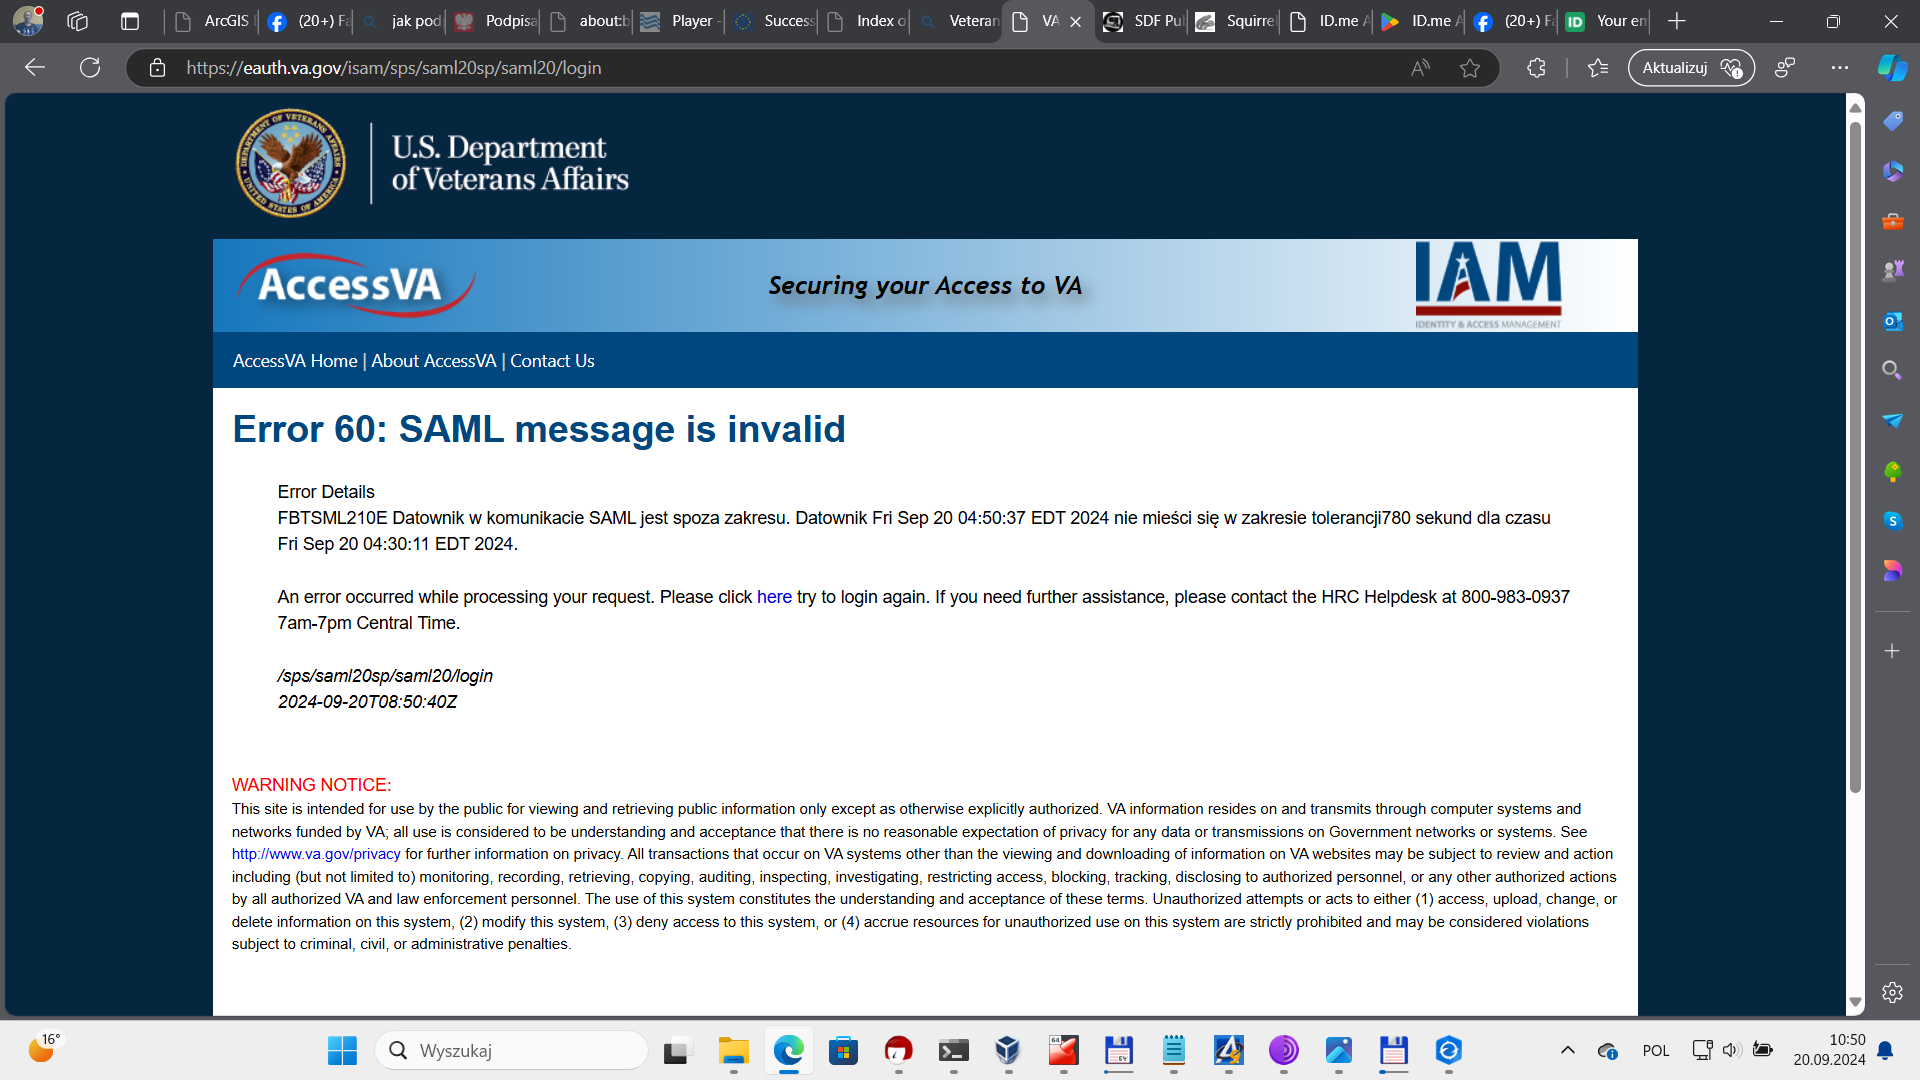 ArcGIS
(20+) Fa
jak pod
Podpisa
about:b
Player -
Success
Index o
Veteran
VA
SDF Pu
Squirrel
ID.me A
ID.me A
(20+) Fa
ID
Your em
https://eauth.va.gov/isam/sps/saml20sp/saml20/login
Aktualizuj
DEPARTMENT OF VETERANS AFFAIRS
UNITED STATES OF AMERICA
U.S. Department
of Veterans Affairs
AccessVA
Securing your Access to VA
IAM
IDENTITY & ACCESS MANAGEMENT
AccessVA Home | About AccessVA | Contact Us
Error 60: SAML message is invalid
Error Details
FBTSML210E Datownik w komunikacie SAML jest spoza zakresu. Datownik Fri Sep 20 04:50:37 EDT 2024 nie mieści się w zakresie tolerancji780 sekund dla czasu
Fri Sep 20 04:30:11 EDT 2024.
An error occurred while processing your request. Please click here try to login again. If you need further assistance, please contact the HRC Helpdesk at 800-983-0937
7am-7pm Central Time.
/sps/saml20sp/saml20/login
2024-09-20T08:50:40Z
WARNING NOTICE:
This site is intended for use by the public for viewing and retrieving public information only except as otherwise explicitly authorized. VA information resides on and transmits through computer systems and
networks funded by VA; all use is considered to be understanding and acceptance that there is no reasonable expectation of privacy for any data or transmissions on Government networks or systems. See
http://www.va.gov/privacy for further information on privacy. All transactions that occur on VA systems other than the viewing and downloading of information on VA websites may be subject to review and action
including (but not limited to) monitoring, recording, retrieving, copying, auditing, inspecting, investigating, restricting access, blocking, tracking, disclosing to authorized personnel, or any other authorized actions
by all authorized VA and law enforcement personnel. The use of this system constitutes the understanding and acceptance of these terms. Unauthorized attempts or acts to either (1) access, upload, change, or
delete information on this system, (2) modify this system, (3) deny access to this system, or (4) accrue resources for unauthorized use on this system are strictly prohibited and may be considered violations
subject to criminal, civil, or administrative penalties.
16°
Wyszukaj
POL
10:50
20.09.2024